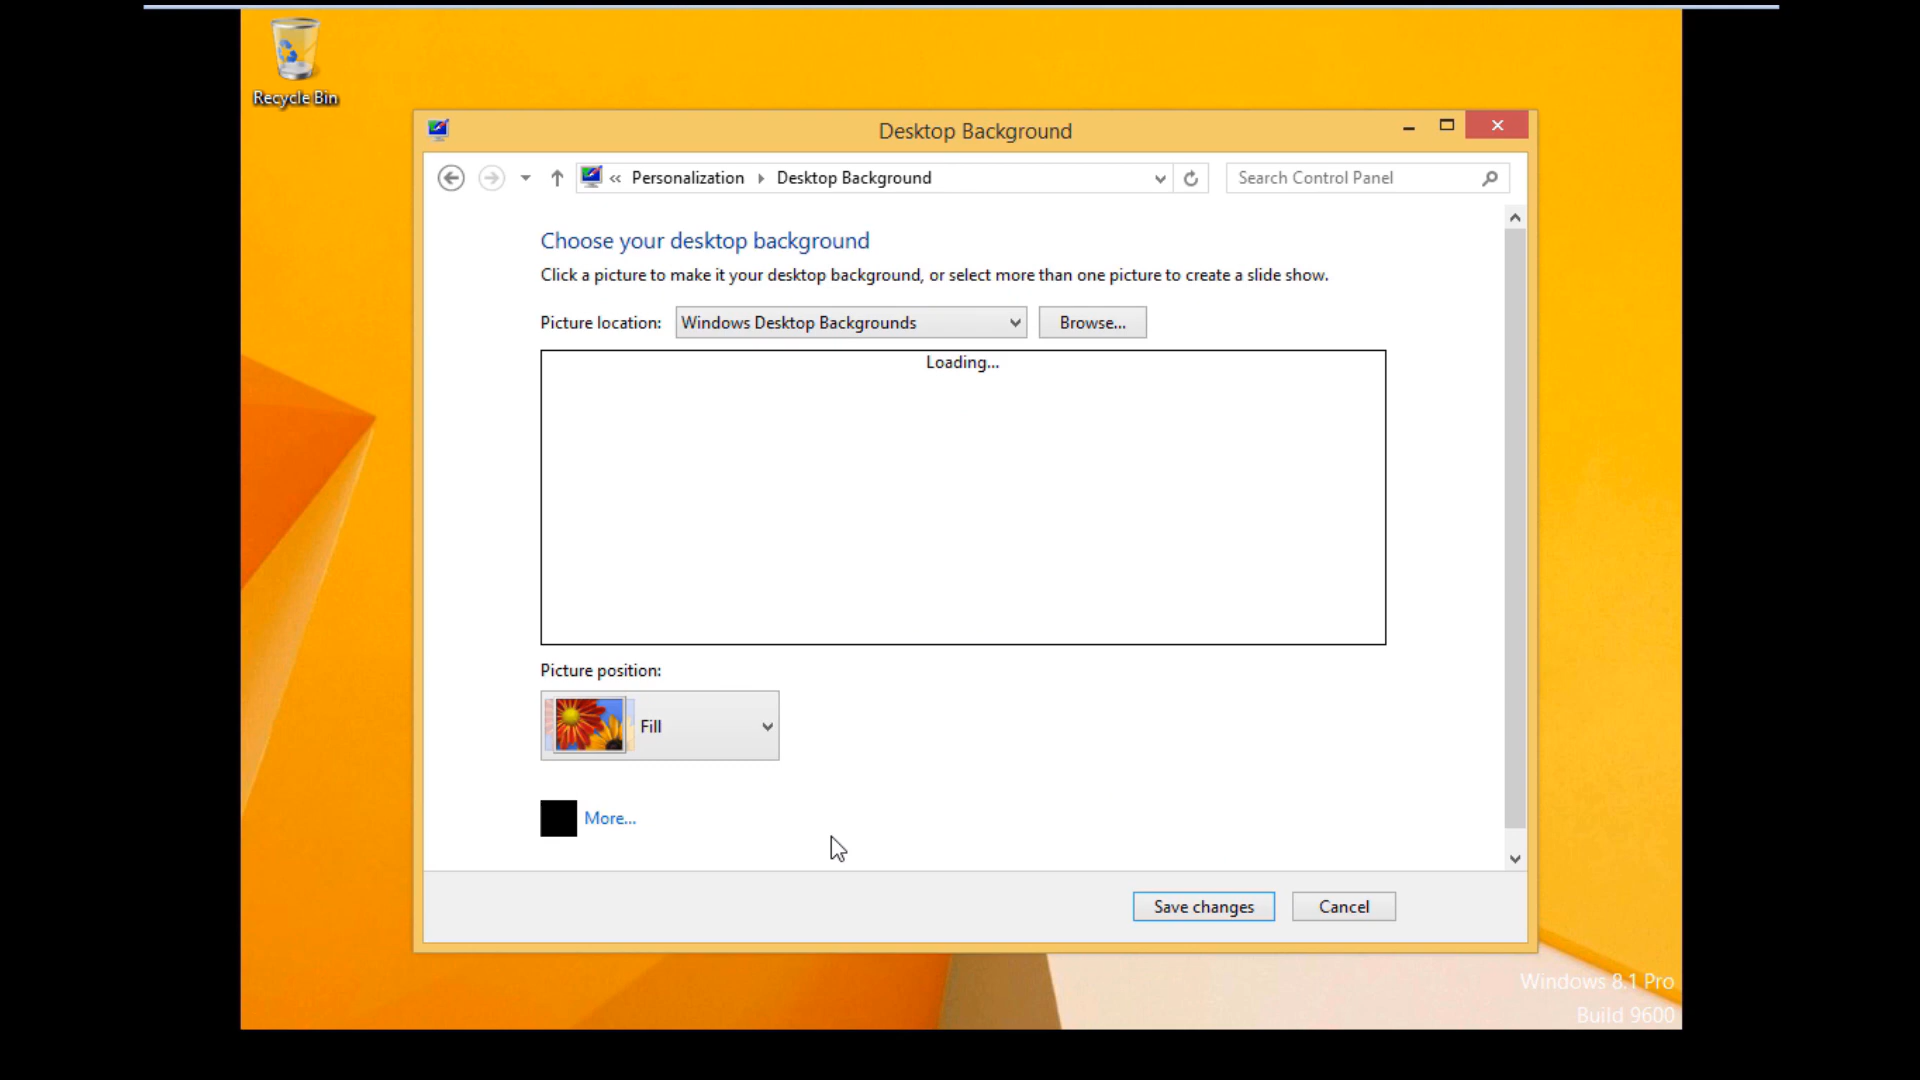 Recycle Bin
Desktop Background
« Personalization Desktop Background
Search Control Panel
Choose your desktop background
Click a picture to make it your desktop background, or select more than one picture to create a slide show.
Picture location: Windows Desktop Backgrounds Browse...
Loading...
Picture position:
Fill
More...
Save changes Cancel
Windows 8.1 Pro
Build 9600